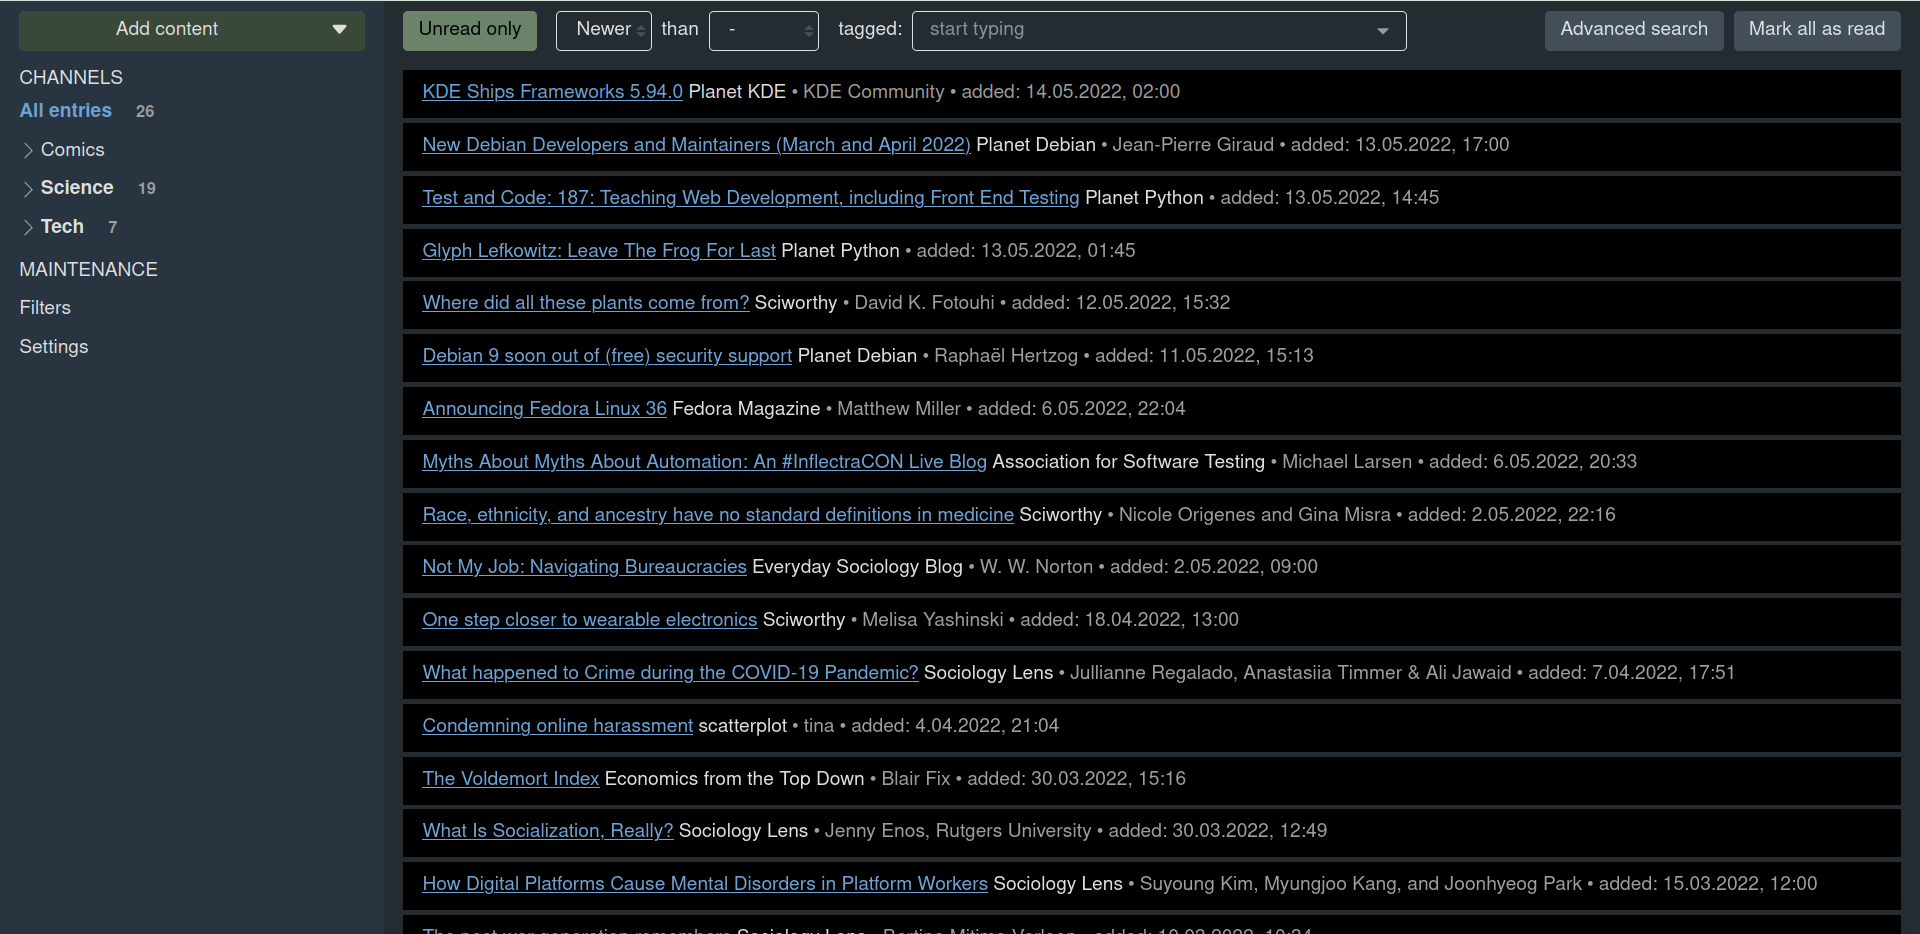 Add content
CHANNELS
All entries 26
Comics
Science 19
Tech 7
MAINTENANCE
Filters
Settings
Unread only Newer than - tagged: start typing Advanced search Mark all as read
KDE Ships Frameworks 5.94.0 Planet KDE • KDE Community • added: 14.05.2022, 02:00
New Debian Developers and Maintainers (March and April 2022) Planet Debian • Jean-Pierre Giraud • added: 13.05.2022, 17:00
Test and Code: 187: Teaching Web Development, including Front End Testing Planet Python • added: 13.05.2022, 14:45
Glyph Lefkowitz: Leave The Frog For Last Planet Python • added: 13.05.2022, 01:45
Where did all these plants come from? Sciworthy • David K. Fotouhi • added: 12.05.2022, 15:32
Debian 9 soon out of (free) security support Planet Debian • Raphaël Hertzog • added: 11.05.2022, 15:13
Announcing Fedora Linux 36 Fedora Magazine • Matthew Miller • added: 6.05.2022, 22:04
Myths About Myths About Automation: An #InflectraCON Live Blog Association for Software Testing • Michael Larsen • added: 6.05.2022, 20:33
Race, ethnicity, and ancestry have no standard definitions in medicine Sciworthy • Nicole Origenes and Gina Misra • added: 2.05.2022, 22:16
Not My Job: Navigating Bureaucracies Everyday Sociology Blog • W. W. Norton • added: 2.05.2022, 09:00
One step closer to wearable electronics Sciworthy • Melisa Yashinski • added: 18.04.2022, 13:00
What happened to Crime during the COVID-19 Pandemic? Sociology Lens • Jullianne Regalado, Anastasiia Timmer & Ali Jawaid • added: 7.04.2022, 17:51
Condemning online harassment scatterplot • tina • added: 4.04.2022, 21:04
The Voldemort Index Economics from the Top Down • Blair Fix • added: 30.03.2022, 15:16
What Is Socialization, Really? Sociology Lens • Jenny Enos, Rutgers University • added: 30.03.2022, 12:49
How Digital Platforms Cause Mental Disorders in Platform Workers Sociology Lens • Suyoung Kim, Myungjoo Kang, and Joonhyeog Park • added: 15.03.2022, 12:00